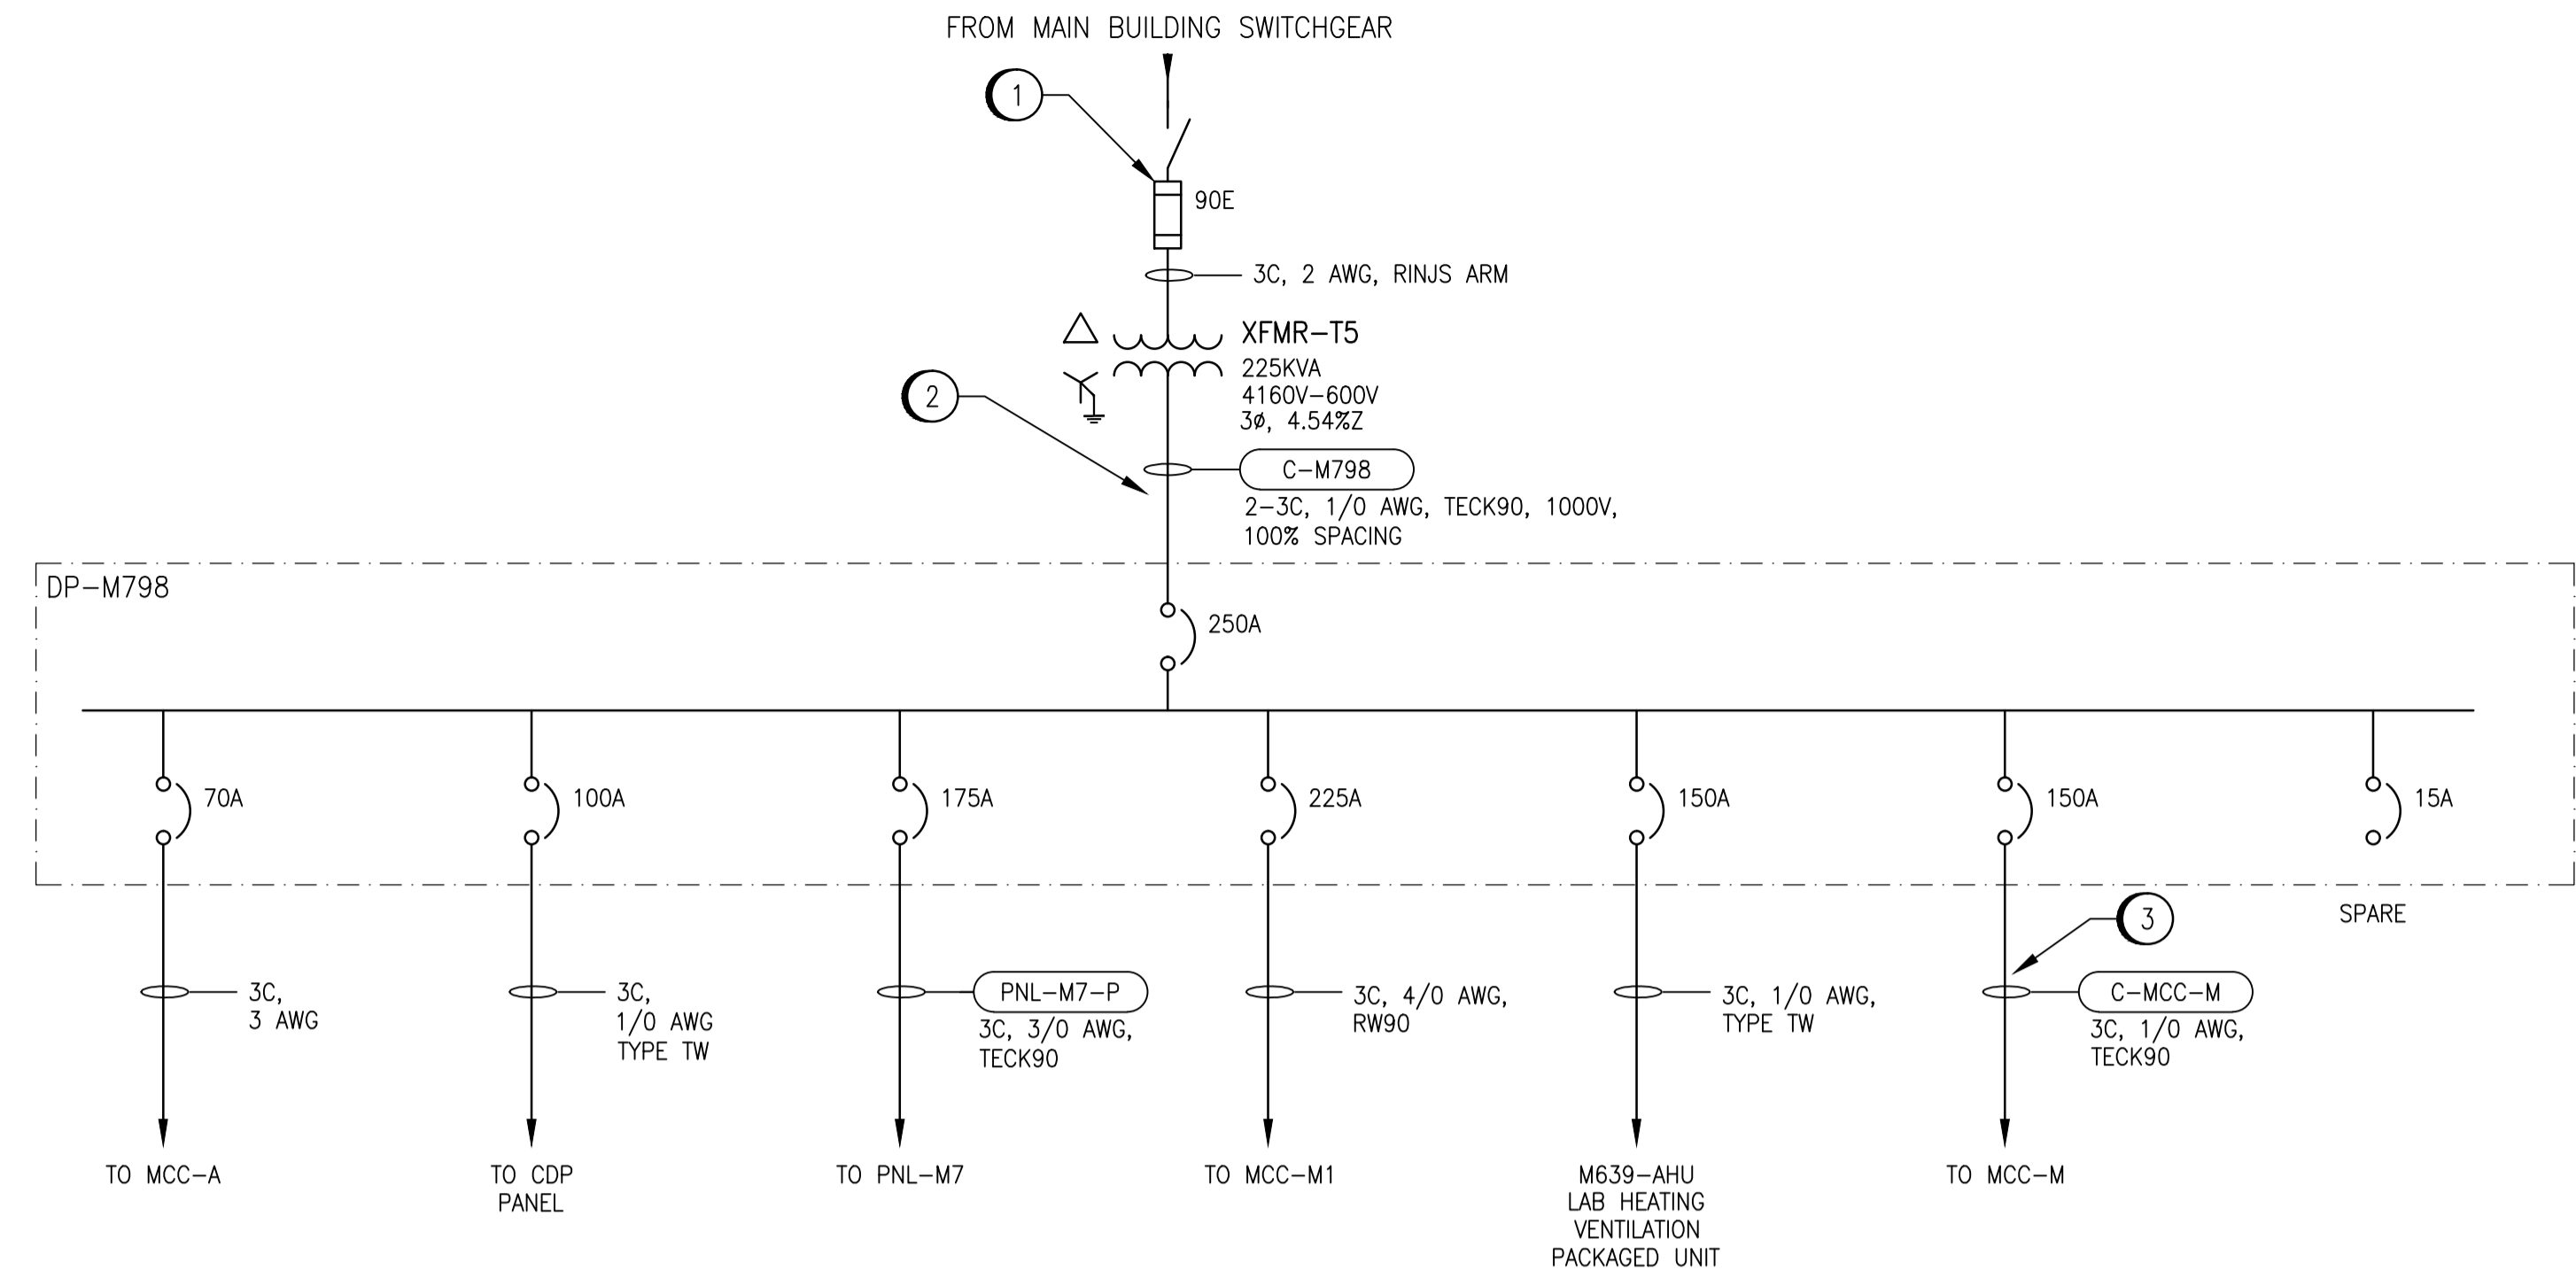 FROM MAIN BUILDING SWITCHGEAR
1
90E
3C, 2 AWG, RINJS ARM
XFMR-T5
225KVA
4160V-600V
3ø, 4.54%Z
2
C-M798
2-3C, 1/0 AWG, TECK90, 1000V,
100% SPACING
DP-M798
250A
70A
100A
175A
225A
150A
150A
15A
SPARE
3
3C,
3 AWG
3C,
1/0 AWG
TYPE TW
PNL-M7-P
3C, 3/0 AWG,
TECK90
3C, 4/0 AWG,
RW90
3C, 1/0 AWG,
TYPE TW
C-MCC-M
3C, 1/0 AWG,
TECK90
TO MCC-A
TO CDP
PANEL
TO PNL-M7
TO MCC-M1
M639-AHU
LAB HEATING
VENTILATION
PACKAGED UNIT
TO MCC-M